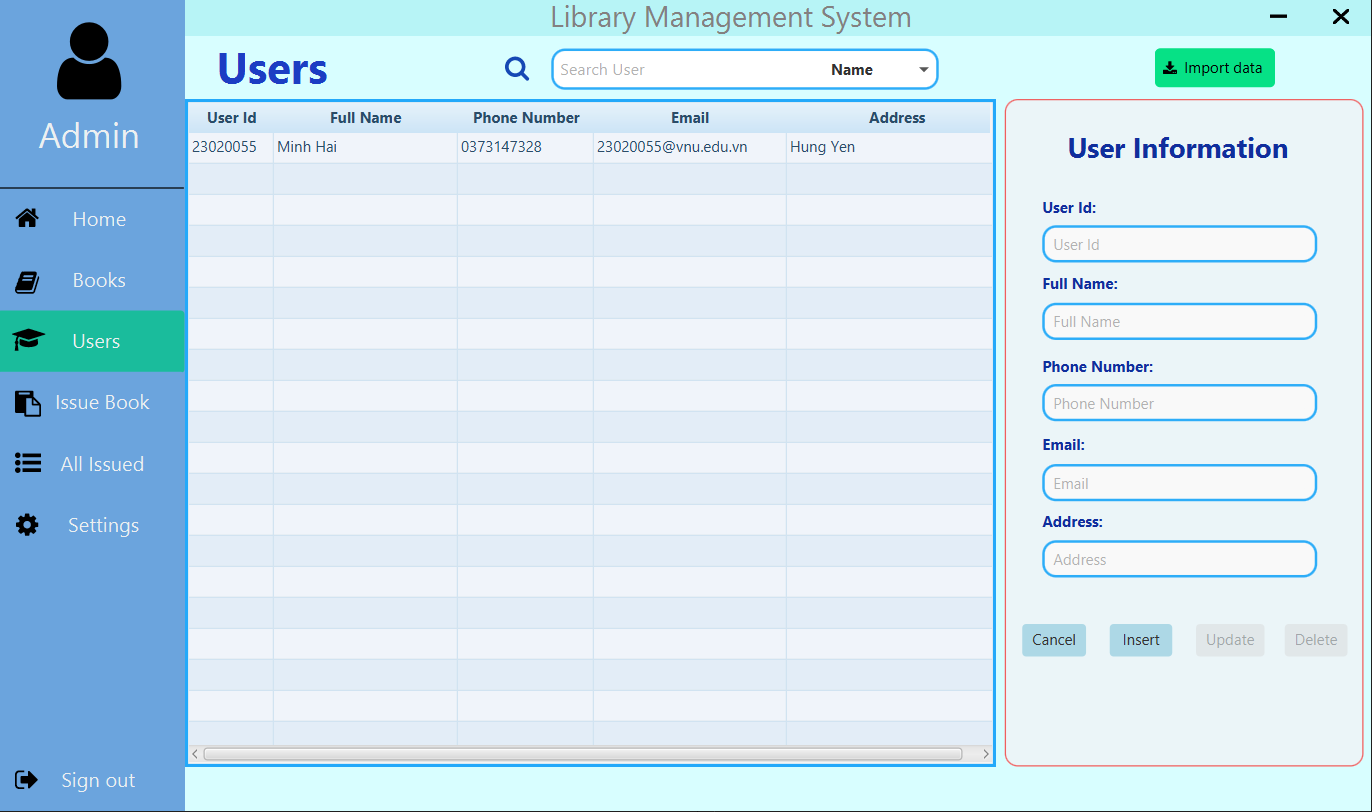 Library Management System
Admin
Home
Books
Users
Issue Book
All Issued
Settings
Sign out
Users
Search User
Name
Import data
User Id Full Name Phone Number Email Address
23020055 Minh Hai 0373147328 23020055@vnu.edu.vn Hung Yen
User Information
User Id:
User Id
Full Name:
Full Name
Phone Number:
Phone Number
Email:
Email
Address:
Address
Cancel Insert Update Delete